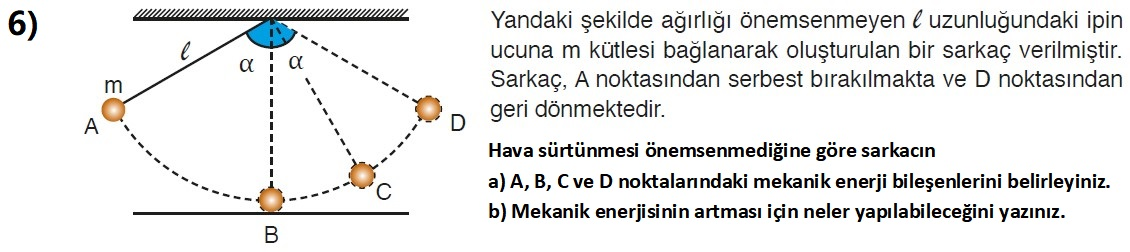 6)
ℓ
α α
m
A
D
C
B
Yandaki şekilde ağırlığı önemsenmeyen ℓ uzunluğundaki ipin
ucuna m kütlesi bağlanarak oluşturulan bir sarkaç verilmiştir.
Sarkaç, A noktasından serbest bırakılmakta ve D noktasından
geri dönmektedir.
Hava sürtünmesi önemsenmediğine göre sarkacın
a) A, B, C ve D noktalarındaki mekanik enerji bileşenlerini belirleyiniz.
b) Mekanik enerjisinin artması için neler yapılabileceğini yazınız.